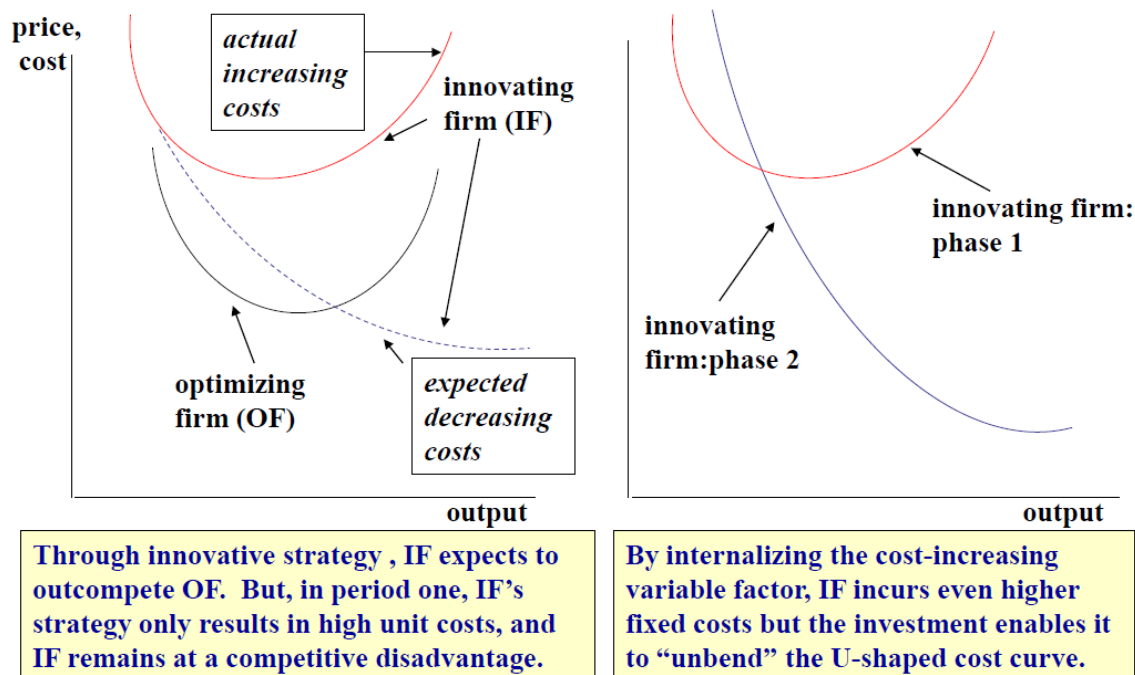 price,
cost
actual
increasing
costs
innovating
firm (IF)
optimizing
firm (OF)
expected
decreasing
costs
output
Through innovative strategy , IF expects to
outcompete OF. But, in period one, IF's
strategy only results in high unit costs, and
IF remains at a competitive disadvantage.
innovating firm:
phase 1
innovating
firm:phase 2
output
By internalizing the cost-increasing
variable factor, IF incurs even higher
fixed costs but the investment enables it
to “unbend” the U-shaped cost curve.